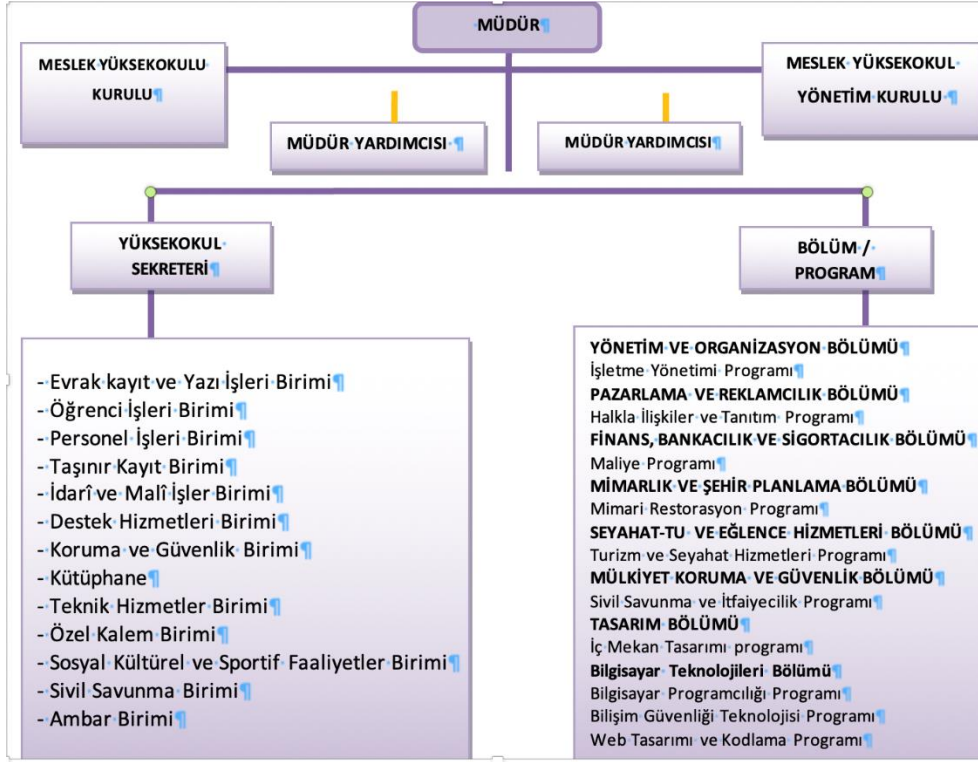 MÜDÜR
MESLEK YÜKSEKOKULU
KURULU
MESLEK YÜKSEKOKUL
YÖNETİM KURULU
MÜDÜR YARDIMCISI
MÜDÜR YARDIMCISI
YÜKSEKOKUL
SEKRETERİ
BÖLÜM /
PROGRAM
- Evrak kayıt ve Yazı İşleri Birimi
- Öğrenci İşleri Birimi
- Personel İşleri Birimi
- Taşınır Kayıt Birimi
- İdarî ve Malî İşler Birimi
- Destek Hizmetleri Birimi
- Koruma ve Güvenlik Birimi
- Kütüphane
- Teknik Hizmetler Birimi
- Özel Kalem Birimi
- Sosyal Kültürel ve Sportif Faaliyetler Birimi
- Sivil Savunma Birimi
- Ambar Birimi
YÖNETİM VE ORGANİZASYON BÖLÜMÜ
İşletme Yönetimi Programı
PAZARLAMA VE REKLAMCILIK BÖLÜMÜ
Halkla İlişkiler ve Tanıtım Programı
FİNANS, BANKACILIK VE SİGORTACILIK BÖLÜMÜ
Maliye Programı
MİMARLIK VE ŞEHİR PLANLAMA BÖLÜMÜ
Mimari Restorasyon Programı
SEYAHAT-TU VE EĞLENCE HİZMETLERİ BÖLÜMÜ
Turizm ve Seyahat Hizmetleri Programı
MÜLKİYET KORUMA VE GÜVENLİK BÖLÜMÜ
Sivil Savunma ve İtfaiyecilik Programı
TASARIM BÖLÜMÜ
İç Mekan Tasarımı programı
Bilgisayar Teknolojileri Bölümü
Bilgisayar Programcılığı Programı
Bilişim Güvenliği Teknolojisi Programı
Web Tasarımı ve Kodlama Programı